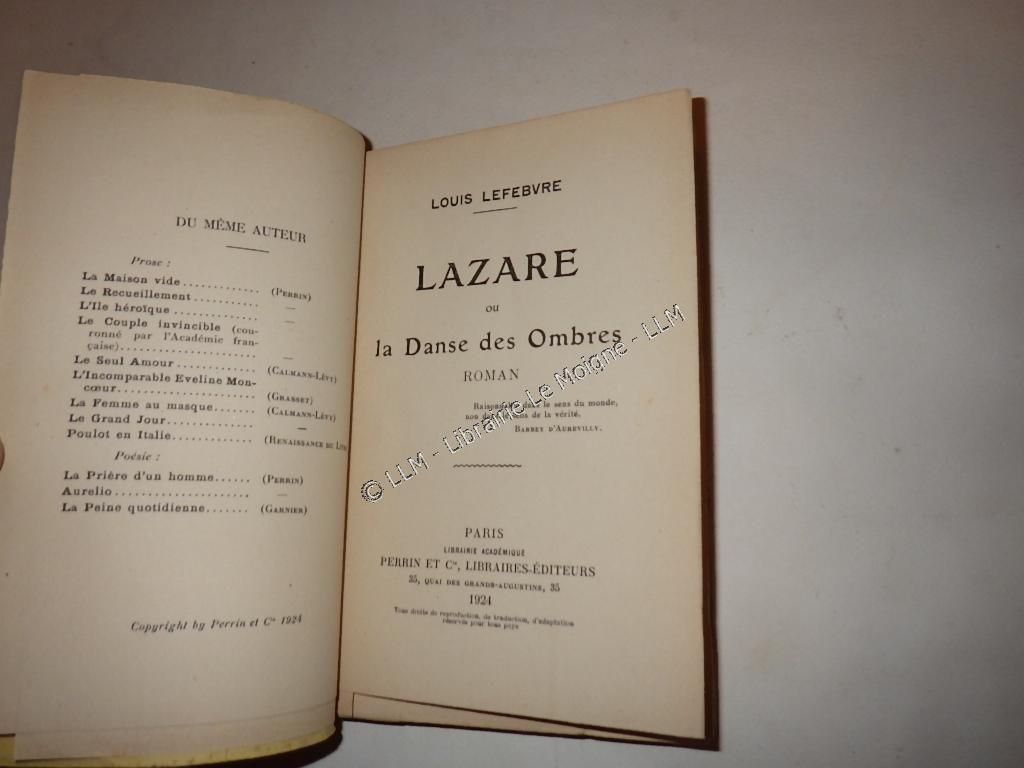 DU MÊME AUTEUR
Prose :
La Maison vide ............. (PERRIN)
Le Recueillement ........... —
L'Ile héroïque .............. —
Le Couple invincible (cou-
ronné par l'Académie fran-
çaise) ....................... —
Le Seul Amour ............. (CALMANN-LÉVY)
L'Incomparable Eveline Mon-
cœur ....................... (GRASSET)
La Femme au masque ....... (CALMANN-LÉVY)
Le Grand Jour .............. —
Poulot en Italie ............. (RENAISSANCE DU
Poésie :
La Prière d'un homme ...... (PERRIN)
Aurelio ...................... —
La Peine quotidienne ....... (GARNIER)
Copyright by Perrin et Cie 1924
LOUIS LEFEBVRE
LAZARE
ou
la Danse des Ombres
ROMAN
dans le sens du monde,
de la vérité.
BARBEY D'AUREVILLY.
PARIS
LIBRAIRIE ACADÉMIQUE
PERRIN ET Cie, LIBRAIRES-ÉDITEURS
35, QUAI DES GRANDS-AUGUSTINS, 35
1924
Tous droits de reproduction, de traduction, d'adaptation
réservés pour tous pays
© LLM - Librairie Le Moigne - LLM